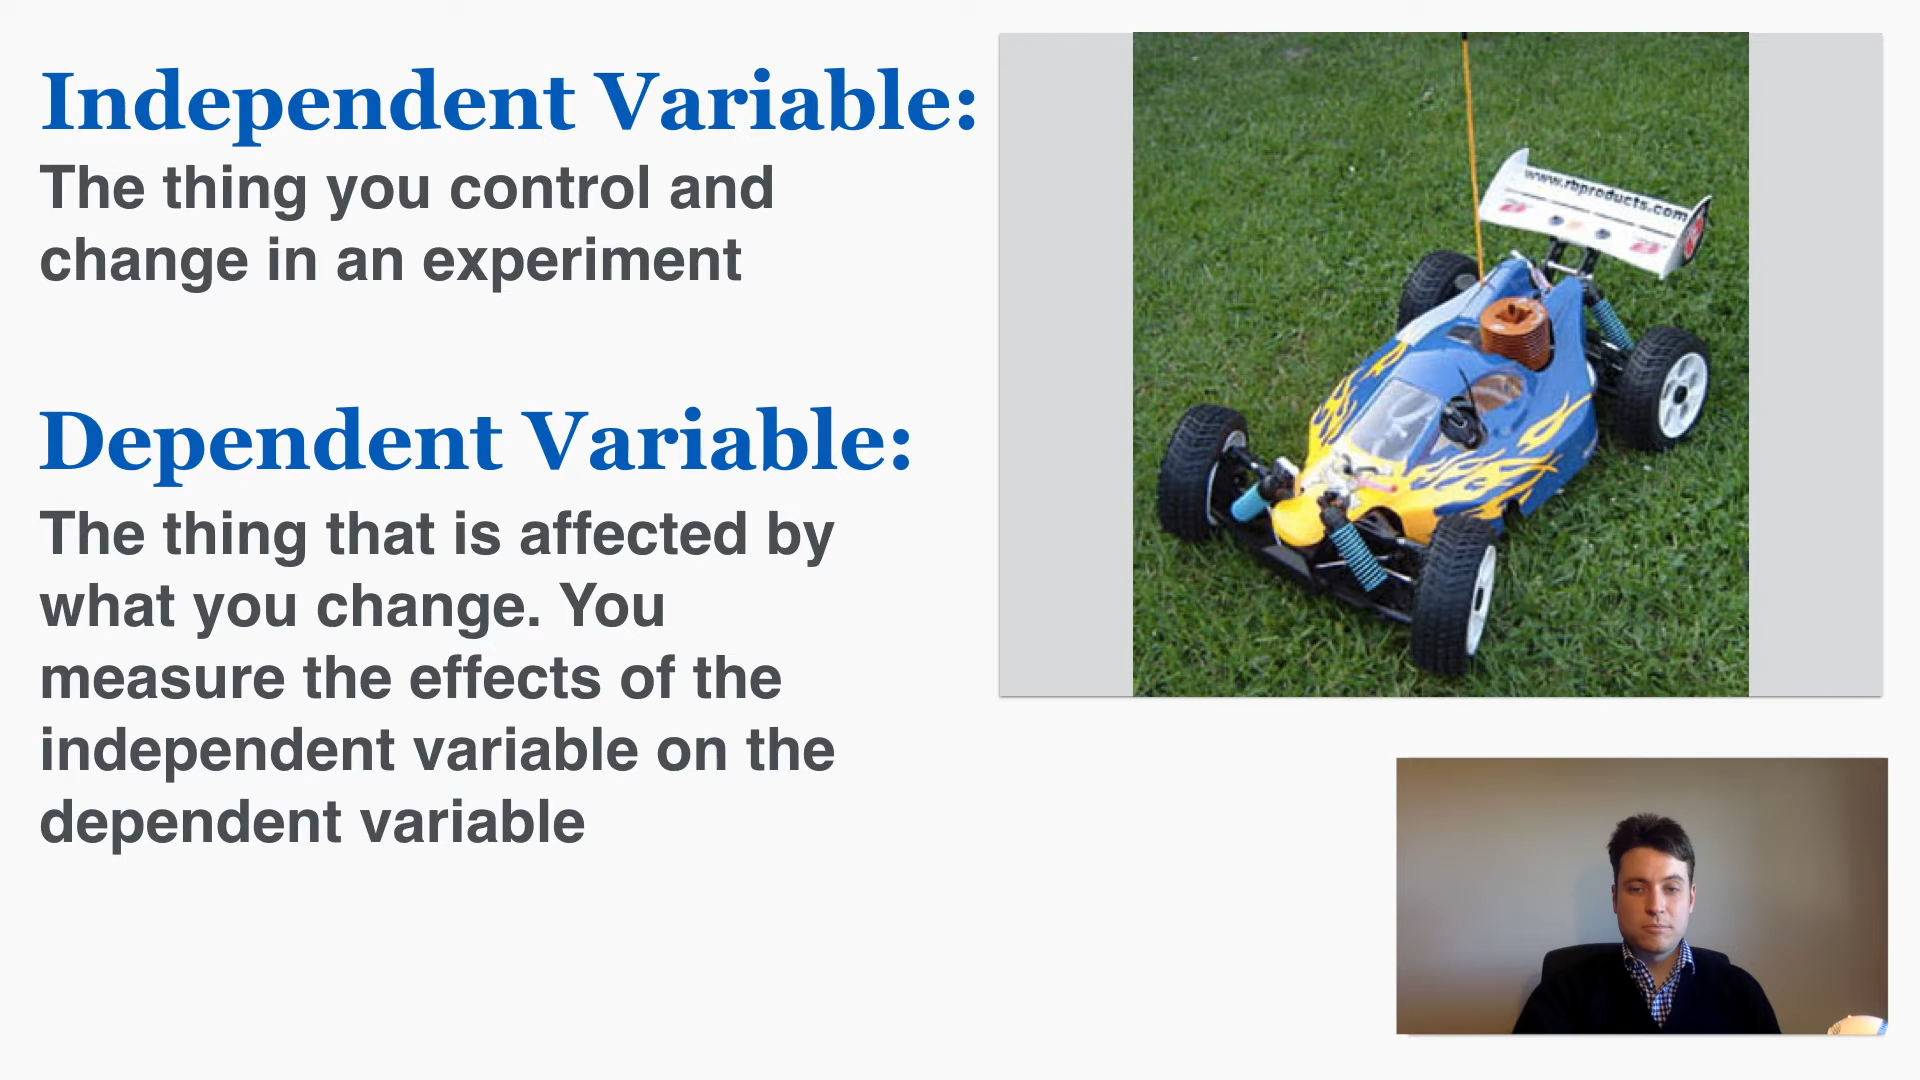 Independent Variable:
The thing you control and
change in an experiment
Dependent Variable:
The thing that is affected by
what you change. You
measure the effects of the
independent variable on the
dependent variable
www.rbproducts.com